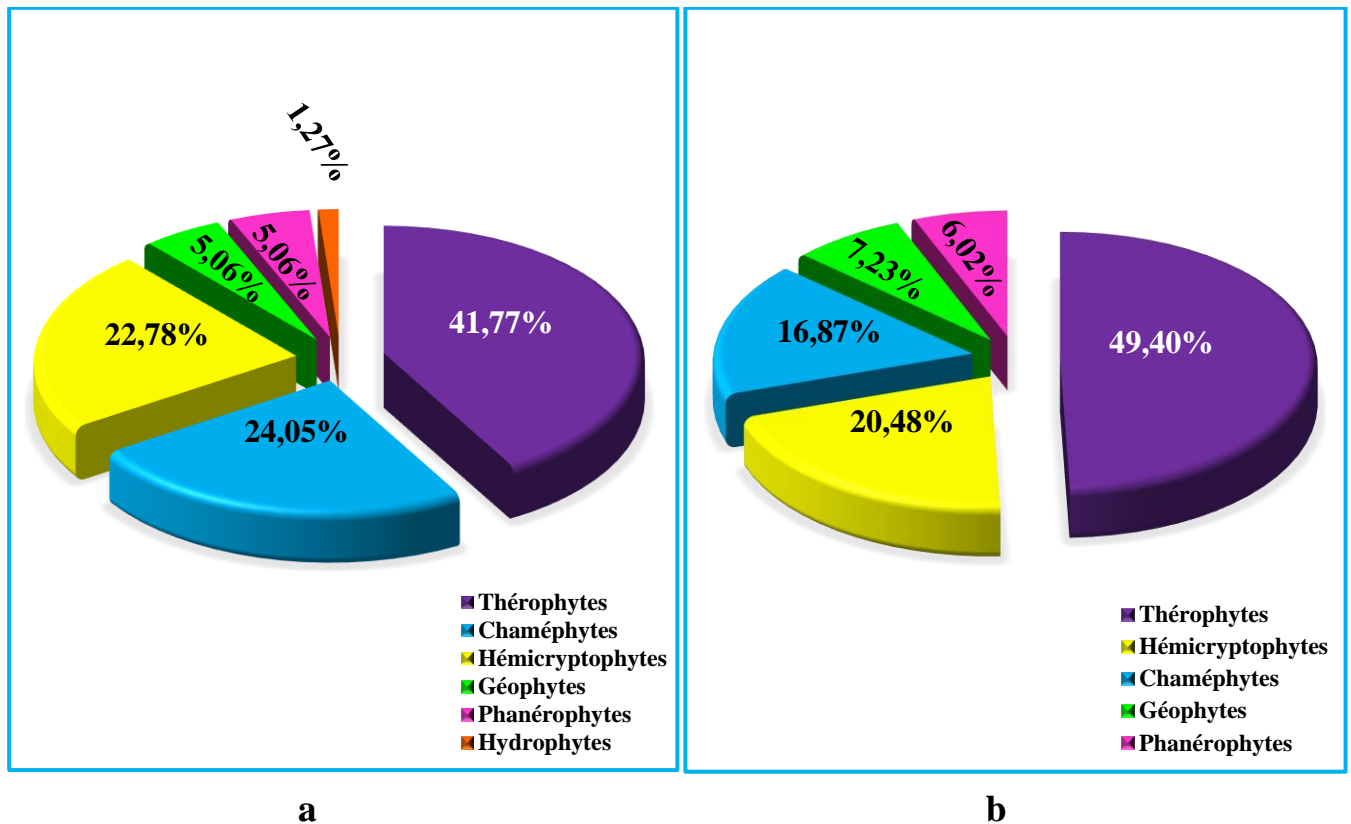 1,27%
5,06%
5,06%
41,77%
22,78%
24,05%
Thérophytes
Chaméphytes
Hémicryptophytes
Géophytes
Phanérophytes
Hydrophytes
a
6,02%
7,23%
16,87%
49,40%
20,48%
Thérophytes
Hémicryptophytes
Chaméphytes
Géophytes
Phanérophytes
b